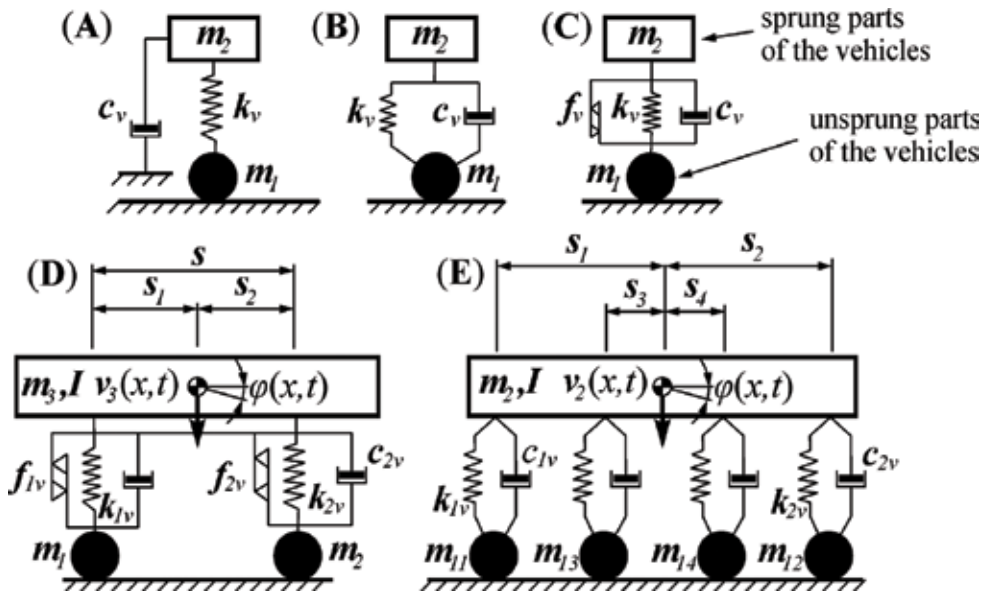 (A)
m2
cv
kv
m1
(B)
m2
kv
cv
m1
(C)
m2
fv
kv
cv
m1
sprung parts
of the vehicles
unsprung parts
of the vehicles
(D)
s
s1
s2
m3,I v3(x,t)
φ(x,t)
f1v
k1v
f2v
k2v
c2v
m1
m2
(E)
s1
s2
s3
s4
m2,I v2(x,t)
φ(x,t)
k1v
c1v
k2v
c2v
m11
m13
m14
m12